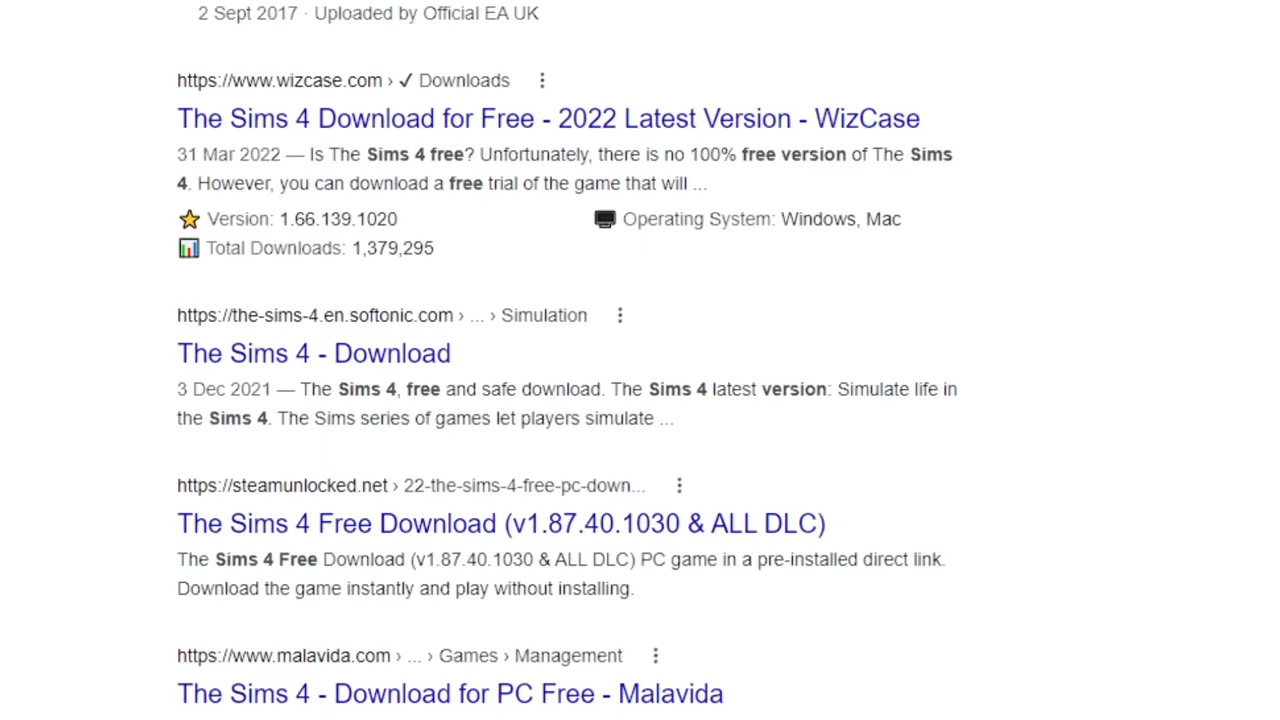 2 Sept 2017 · Uploaded by Official EA UK
https://www.wizcase.com › ✓ Downloads
The Sims 4 Download for Free - 2022 Latest Version - WizCase
31 Mar 2022 — Is The Sims 4 free? Unfortunately, there is no 100% free version of The Sims
4. However, you can download a free trial of the game that will ...
Version: 1.66.139.1020 Operating System: Windows, Mac
Total Downloads: 1,379,295
https://the-sims-4.en.softonic.com › ... › Simulation
The Sims 4 - Download
3 Dec 2021 — The Sims 4, free and safe download. The Sims 4 latest version: Simulate life in
the Sims 4. The Sims series of games let players simulate ...
https://steamunlocked.net › 22-the-sims-4-free-pc-down...
The Sims 4 Free Download (v1.87.40.1030 & ALL DLC)
The Sims 4 Free Download (v1.87.40.1030 & ALL DLC) PC game in a pre-installed direct link.
Download the game instantly and play without installing.
https://www.malavida.com › ... › Games › Management
The Sims 4 - Download for PC Free - Malavida